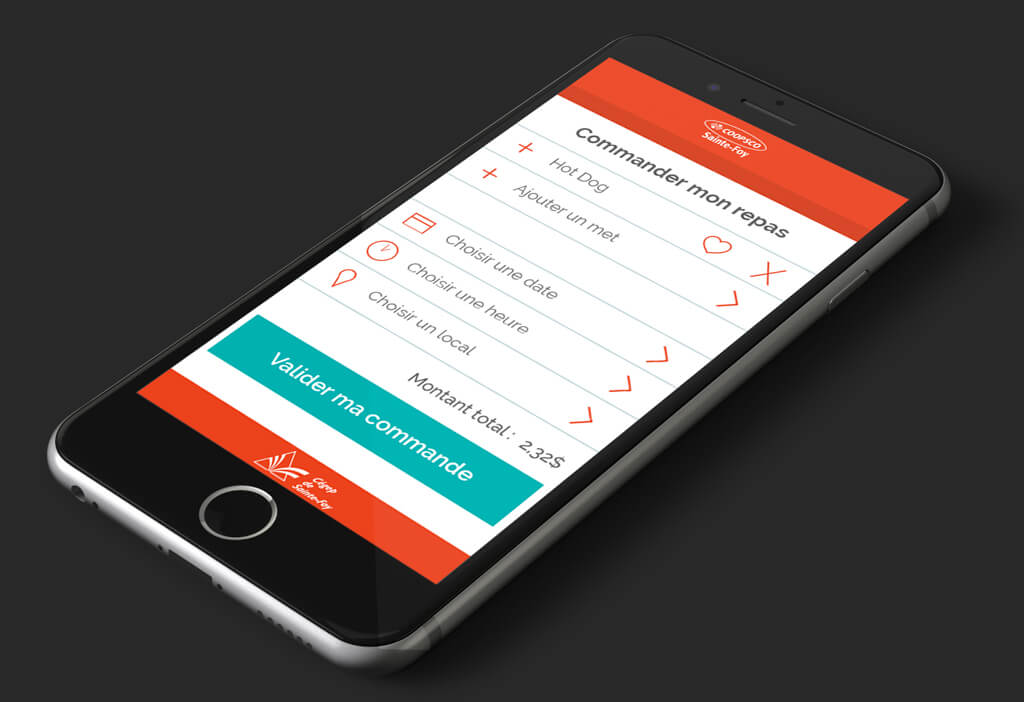 COOPSCO
Sainte-Foy
Commander mon repas
Hot Dog
Ajouter un met
Choisir une date
Choisir une heure
Choisir un local
Montant total : 2,32$
Valider ma commande
Cégep
de
Sainte-Foy